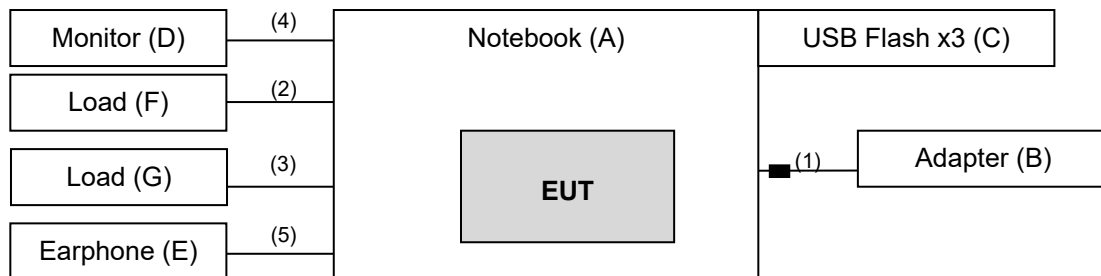 Monitor (D)
(4)
Notebook (A)
USB Flash x3 (C)
Load (F)
(2)
Load (G)
(3)
EUT
(1)
Adapter (B)
Earphone (E)
(5)